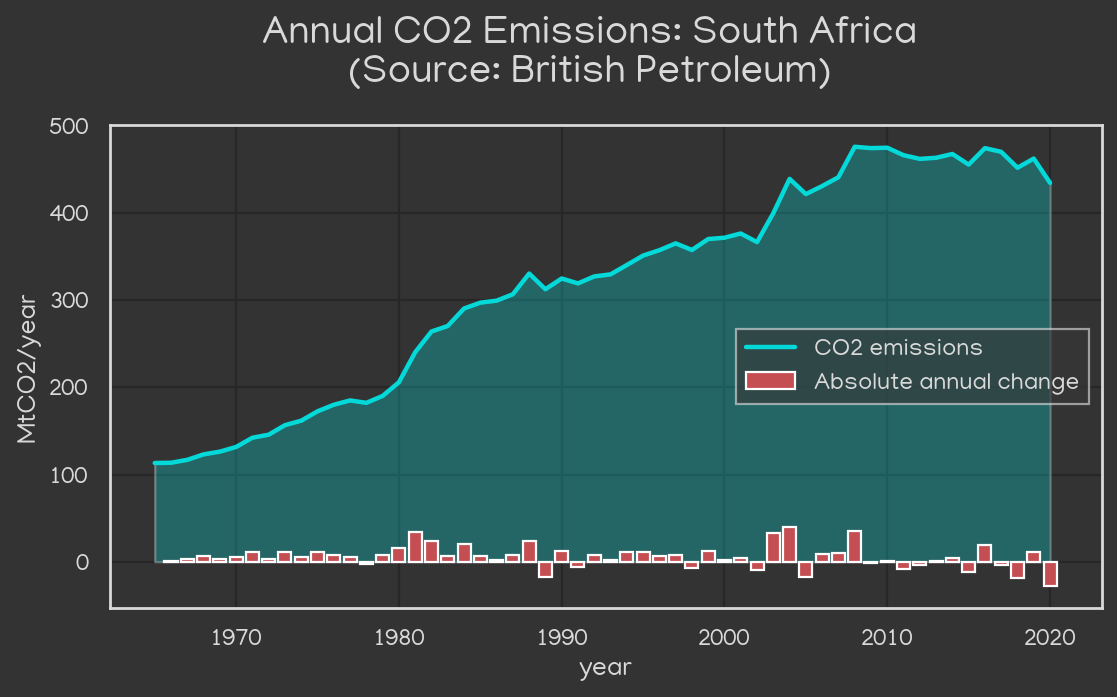 Annual CO2 Emissions: South Africa
(Source: British Petroleum)
500
400
300
200
100
0
MtCO2/year
CO2 emissions
Absolute annual change
1970 1980 1990 2000 2010 2020
year